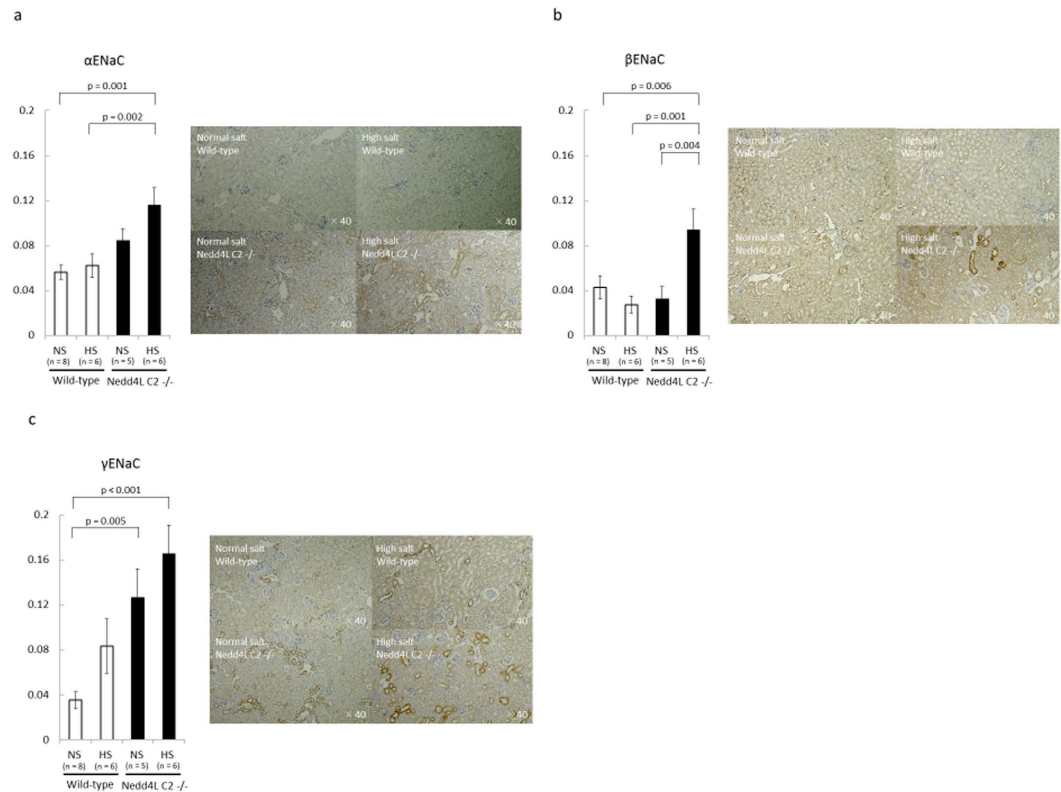 a
αENaC
p = 0.001
p = 0.002
0.2
0.16
0.12
0.08
0.04
0
NS HS NS HS
(n = 8) (n = 6) (n = 5) (n = 6)
Wild-type Nedd4L C2 -/-
Normal salt
Wild-type
× 40
High salt
Wild-type
× 40
Normal salt
Nedd4L C2 -/-
× 40
High salt
Nedd4L C2 -/-
× 40
b
βENaC
p = 0.006
p = 0.001
p = 0.004
0.2
0.16
0.12
0.08
0.04
0
NS HS NS HS
(n = 8) (n = 6) (n = 5) (n = 6)
Wild-type Nedd4L C2 -/-
Normal salt
Wild-type
40
High salt
Wild-type
× 40
Normal salt
Nedd4L C2 -/-
40
High salt
Nedd4L C2 -/-
× 40
c
γENaC
p < 0.001
p = 0.005
0.2
0.16
0.12
0.08
0.04
0
NS HS NS HS
(n = 8) (n = 6) (n = 5) (n = 6)
Wild-type Nedd4L C2 -/-
Normal salt
Wild-type
× 40
High salt
Wild-type
× 40
Normal salt
Nedd4L C2 -/-
× 40
High salt
Nedd4L C2 -/-
× 40